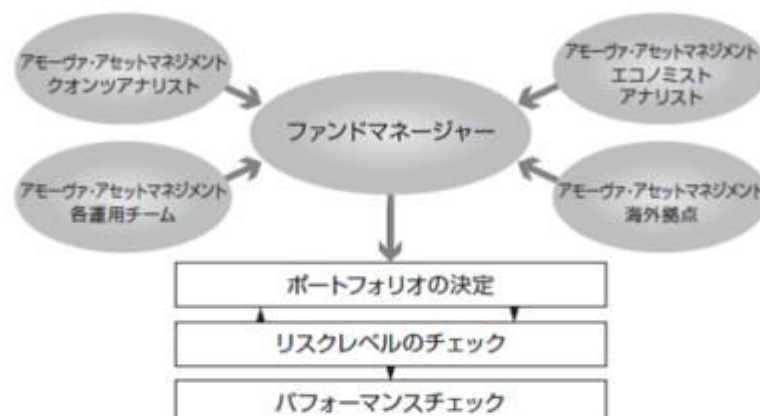 アモーヴァ・アセットマネジメント
クオンツアナリスト
アモーヴァ・アセットマネジメント
エコノミスト
アナリスト
ファンドマネージャー
アモーヴァ・アセットマネジメント
各運用チーム
アモーヴァ・アセットマネジメント
海外拠点
ポートフォリオの決定
リスクレベルのチェック
パフォーマンスチェック